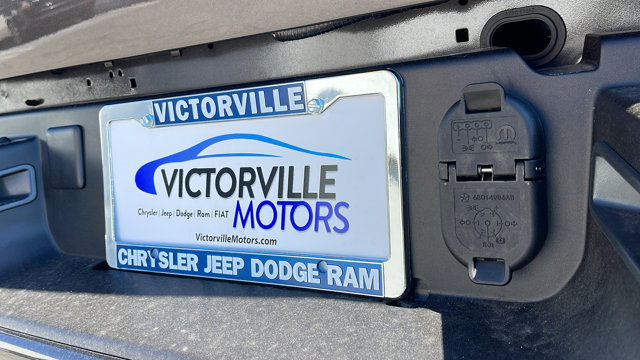 VICTORVILLE
VICTORVILLE
Chrysler | Jeep | Dodge | Ram | FIAT MOTORS
VictorvilleMotors.com
CHRYSLER JEEP DODGE RAM